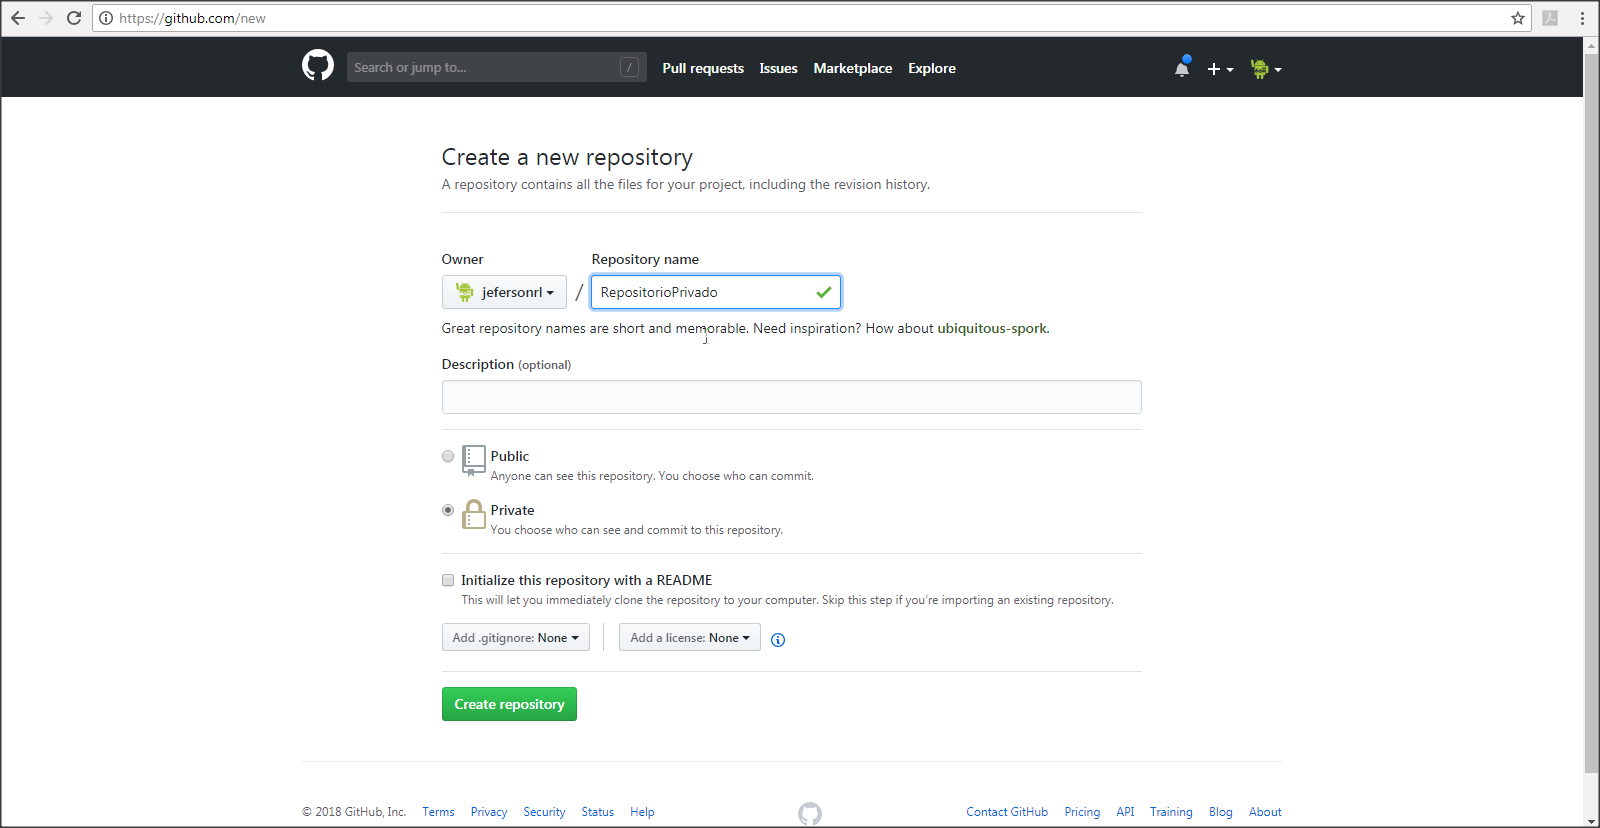 https://github.com/new
Search or jump to... /
Pull requests Issues Marketplace Explore
Create a new repository
A repository contains all the files for your project, including the revision history.
Owner Repository name
jefersonrl / RepositorioPrivado
Great repository names are short and memorable. Need inspiration? How about ubiquitous-spork.
Description (optional)
Public
Anyone can see this repository. You choose who can commit.
Private
You choose who can see and commit to this repository.
Initialize this repository with a README
This will let you immediately clone the repository to your computer. Skip this step if you're importing an existing repository.
Add .gitignore: None Add a license: None
Create repository
© 2018 GitHub, Inc. Terms Privacy Security Status Help Contact GitHub Pricing API Training Blog About